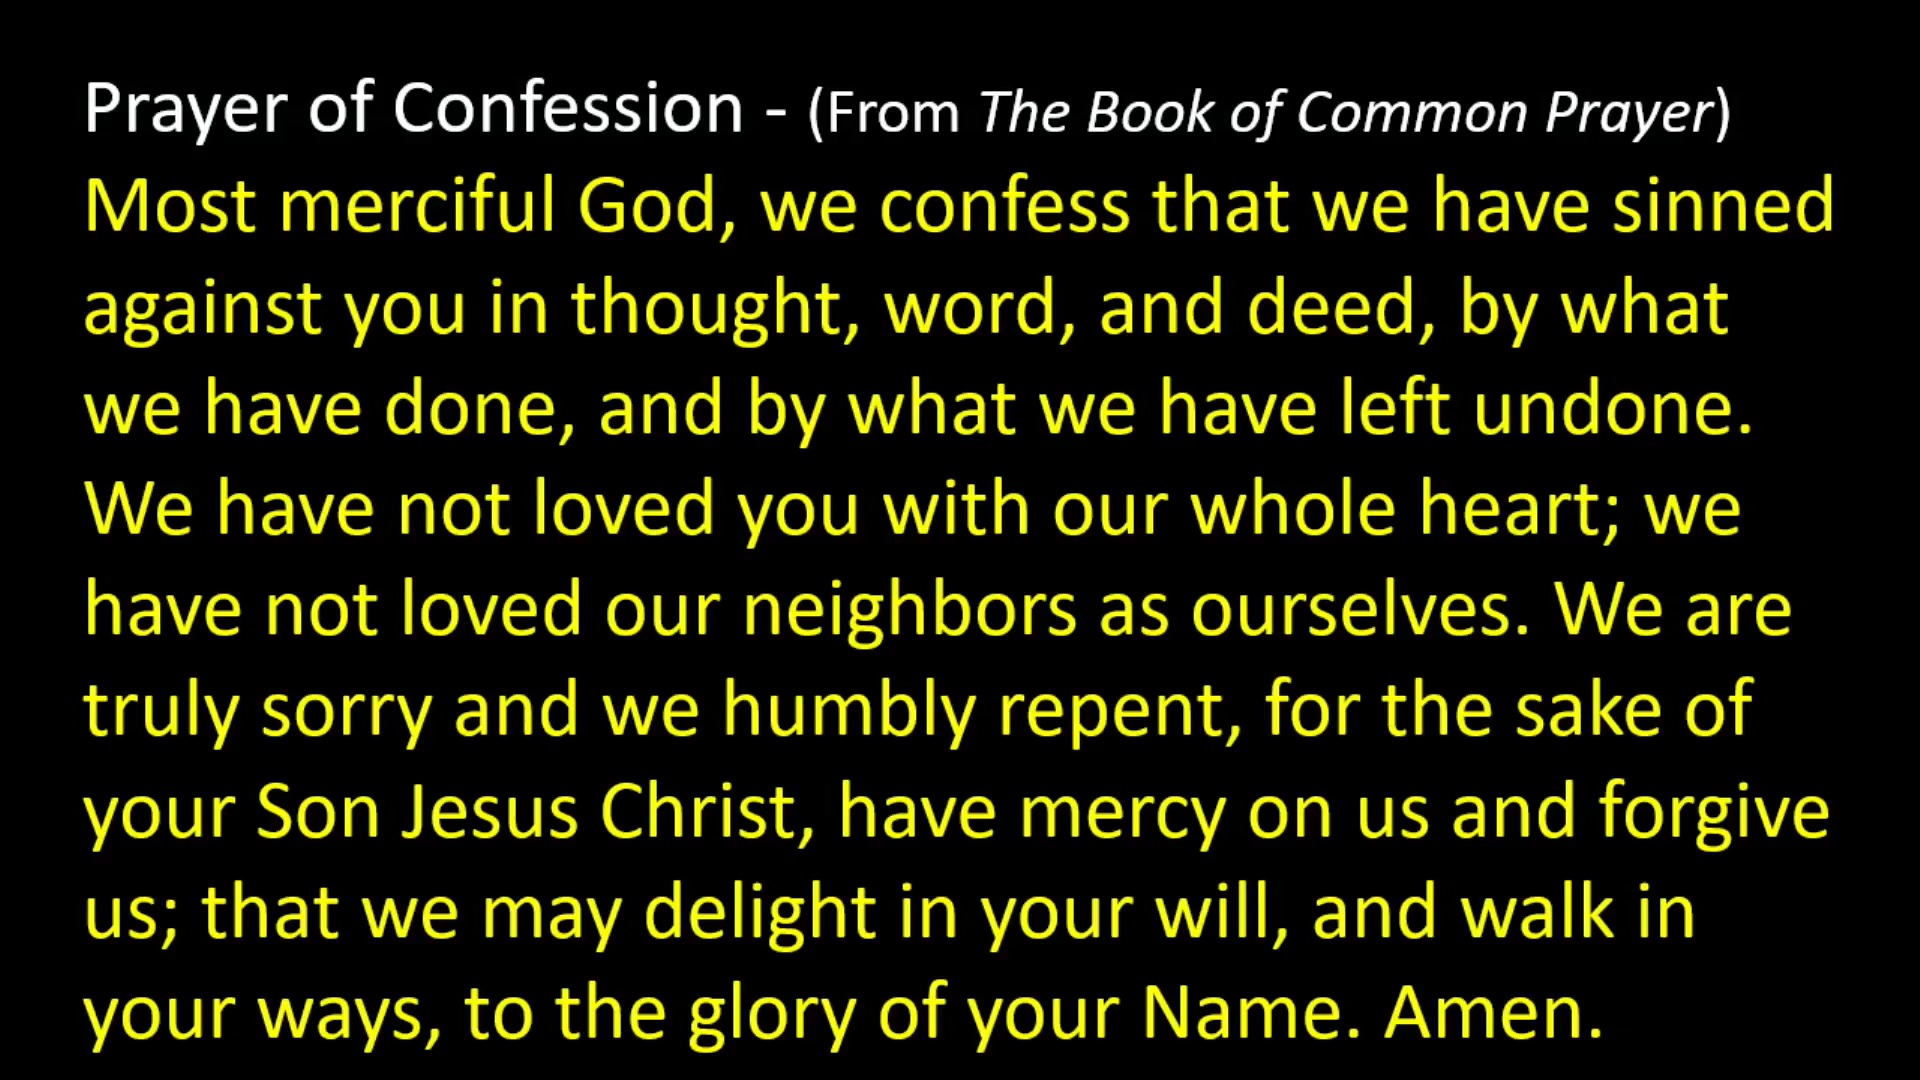 Prayer of Confession - (From The Book of Common Prayer)
Most merciful God, we confess that we have sinned
against you in thought, word, and deed, by what
we have done, and by what we have left undone.
We have not loved you with our whole heart; we
have not loved our neighbors as ourselves. We are
truly sorry and we humbly repent, for the sake of
your Son Jesus Christ, have mercy on us and forgive
us; that we may delight in your will, and walk in
your ways, to the glory of your Name. Amen.